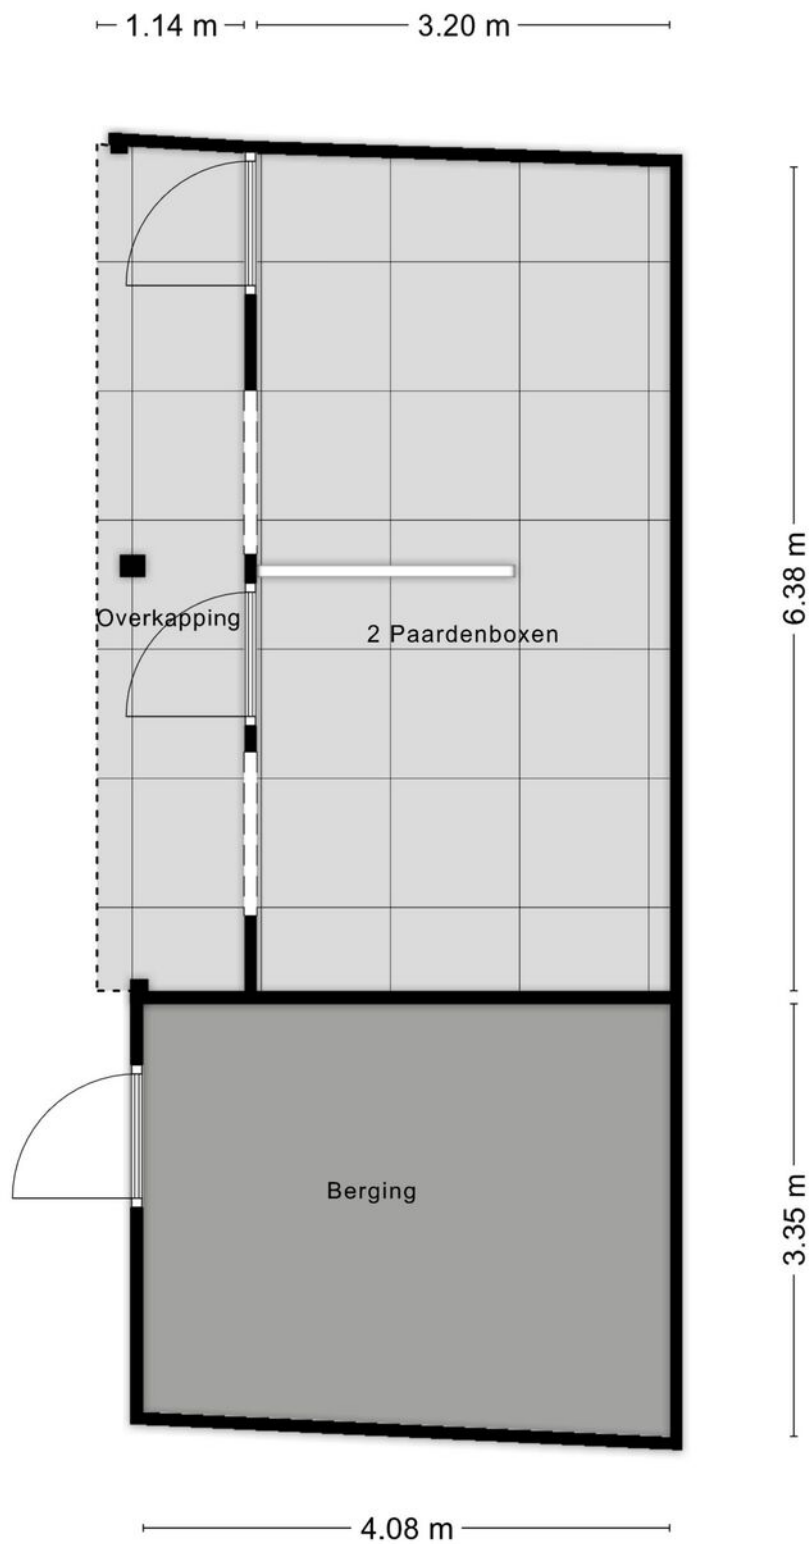 1.14 m
3.20 m
6.38 m
Overkapping
2 Paardenboxen
3.35 m
Berging
4.08 m